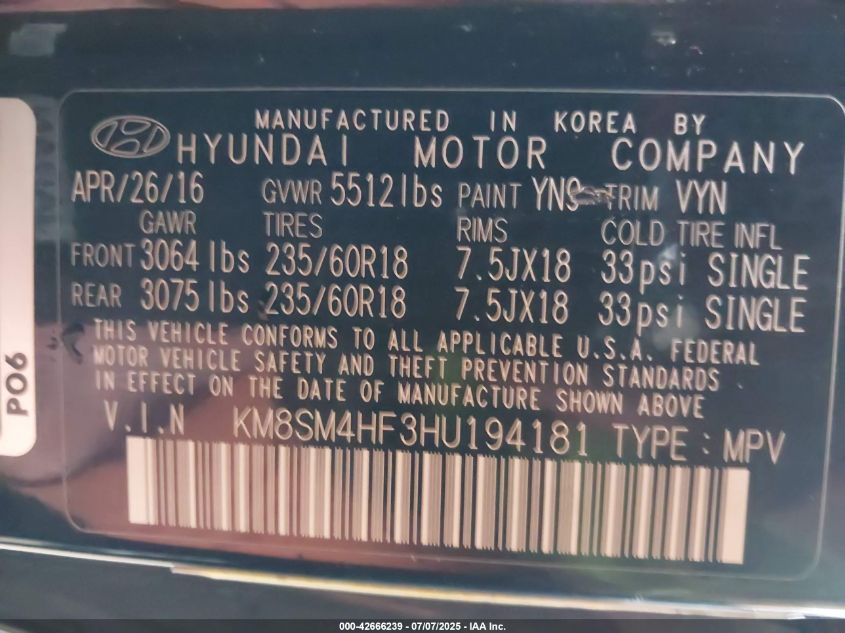 MANUFACTURED IN KOREA BY
HYUNDAI MOTOR COMPANY
APR/26/16 GVWR 5512lbs PAINT YN9 TRIM VYN
GAWR TIRES RIMS COLD TIRE INFL
FRONT 3064lbs 235/60R18 7.5JX18 33psi SINGLE
REAR 3075lbs 235/60R18 7.5JX18 33psi SINGLE
THIS VEHICLE CONFORMS TO ALL APPLICABLE U.S.A. FEDERAL
MOTOR VEHICLE SAFETY AND THEFT PREVENTION STANDARDS
IN EFFECT ON THE DATE OF MANUFACTURE SHOWN ABOVE
V.I.N KM8SM4HF3HU194181 TYPE : MPV
P06
000-42666239 - 07/07/2025 - IAA Inc.